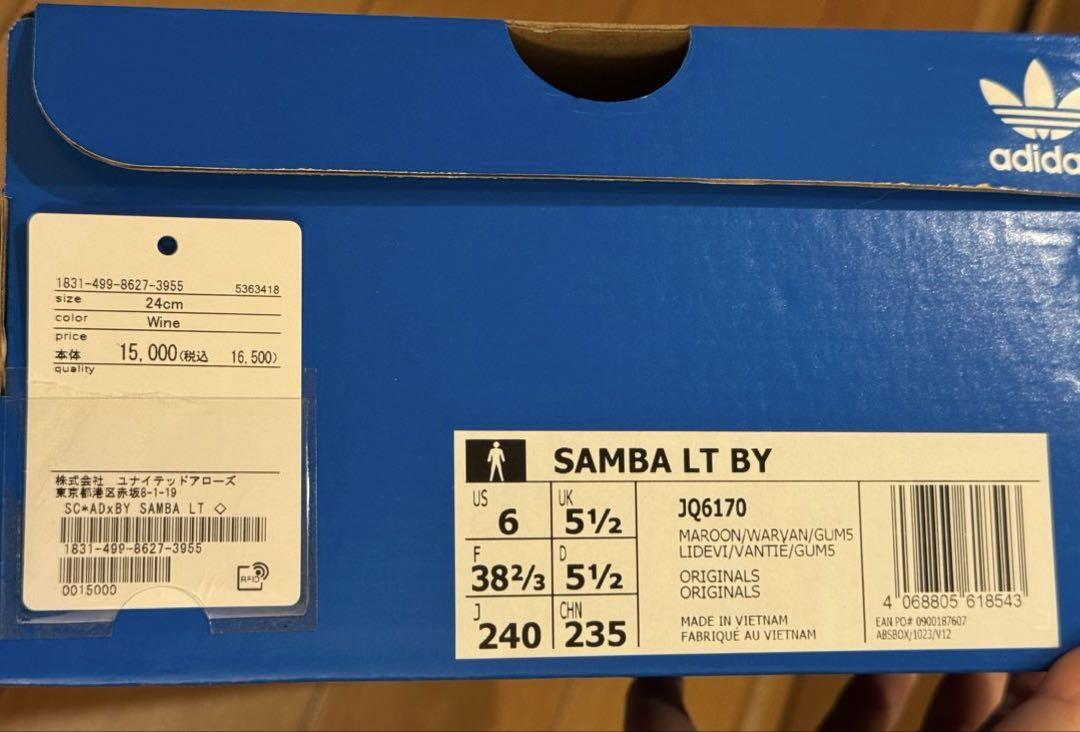 adida
1831-499-8627-3955 5363418
size 24cm
color Wine
price
本体 15,000(税込 16,500)
quality
株式会社 ユナイテッドアローズ
東京都港区赤坂8-1-19
SC*ADxBY SAMBA LT ◇
1831-499-8627-3955
0015000
RFID
SAMBA LT BY
US 6 UK 5½
F 38⅔ D 5½
J 240 CHN 235
JQ6170
MAROON/WARVAN/GUM5
LIDEVI/VANTIE/GUM5
ORIGINALS
ORIGINALS
MADE IN VIETNAM
FABRIQUÉ AU VIETNAM
4 068805 618543
EAN PO# 0900187607
ABSBOX/1023/V12